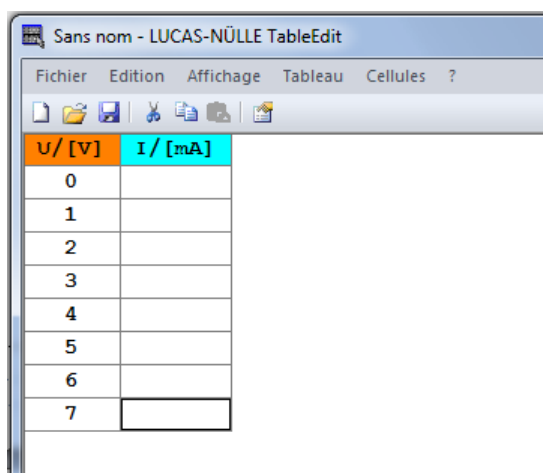 Sans nom - LUCAS-NÜLLE TableEdit
Fichier Edition Affichage Tableau Cellules ?
U/[V] I/[mA]
0
1
2
3
4
5
6
7